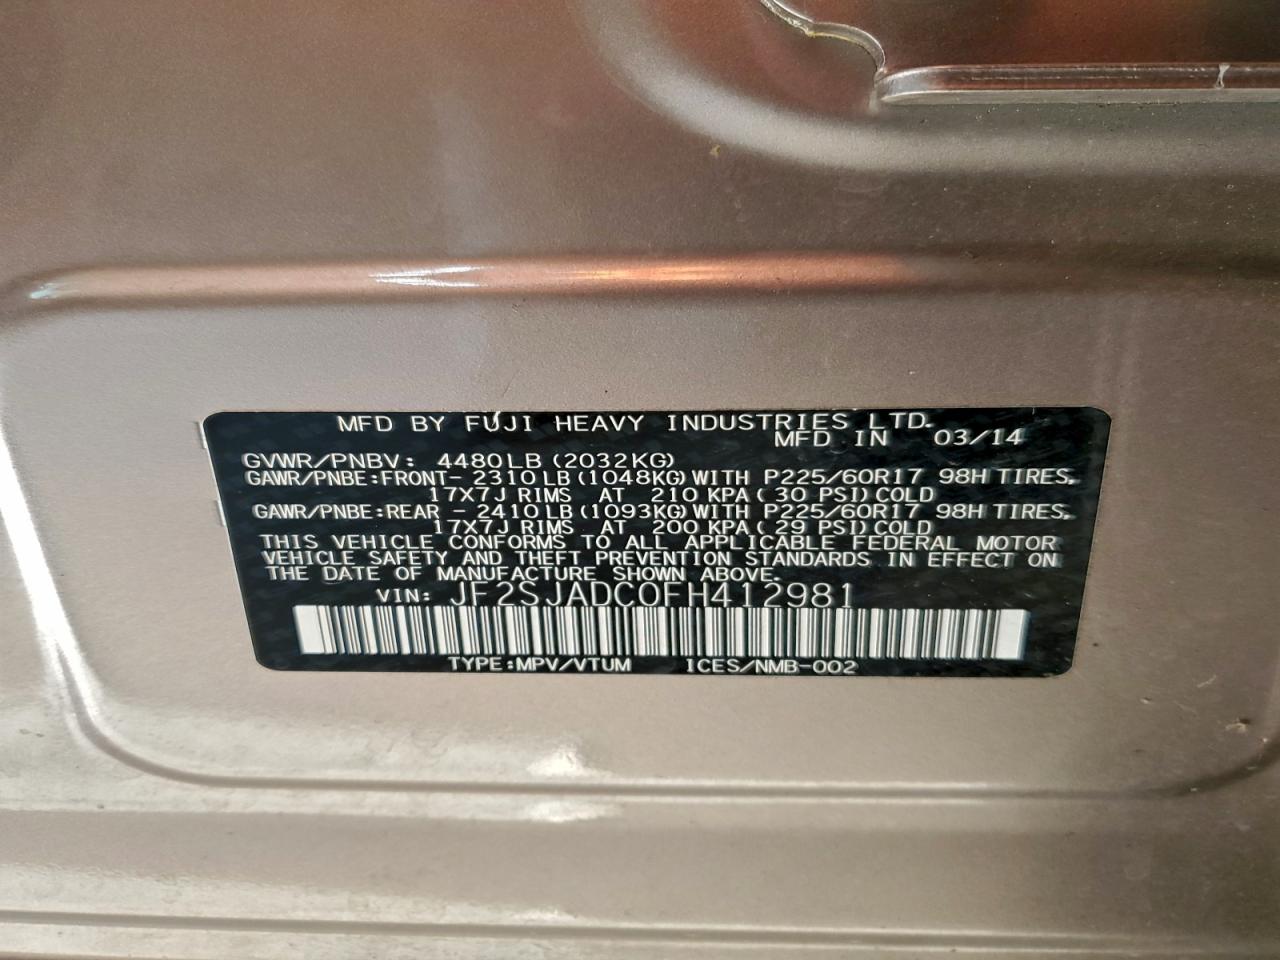 MFD BY FUJI HEAVY INDUSTRIES LTD.
MFD IN 03/14
GVWR/PNBV: 4480LB (2032KG)
GAWR/PNBE:FRONT- 2310 LB (1048KG) WITH P225/60R17 98H TIRES,
17X7J RIMS AT 210 KPA ( 30 PSI) COLD
GAWR/PNBE:REAR - 2410 LB (1093KG) WITH P225/60R17 98H TIRES,
17X7J RIMS AT 200 KPA ( 29 PSI) COLD
THIS VEHICLE CONFORMS TO ALL APPLICABLE FEDERAL MOTOR
VEHICLE SAFETY AND THEFT PREVENTION STANDARDS IN EFFECT ON
THE DATE OF MANUFACTURE SHOWN ABOVE.
VIN: JF2SJADC0FH412981
TYPE:MPV/VTUM ICES/NMB-002